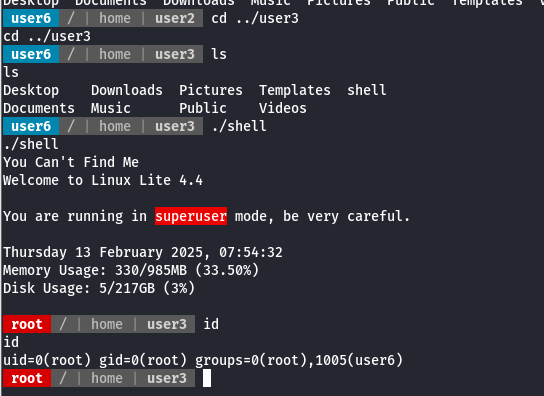 Desktop Documents Downloads Music Pictures Public Templates
user6 / | home | user2 cd ../user3
cd ../user3
user6 / | home | user3 ls
ls
Desktop Downloads Pictures Templates shell
Documents Music Public Videos
user6 / | home | user3 ./shell
./shell
You Can't Find Me
Welcome to Linux Lite 4.4
You are running in superuser mode, be very careful.
Thursday 13 February 2025, 07:54:32
Memory Usage: 330/985MB (33.50%)
Disk Usage: 5/217GB (3%)
root / | home | user3 id
id
uid=0(root) gid=0(root) groups=0(root),1005(user6)
root / | home | user3